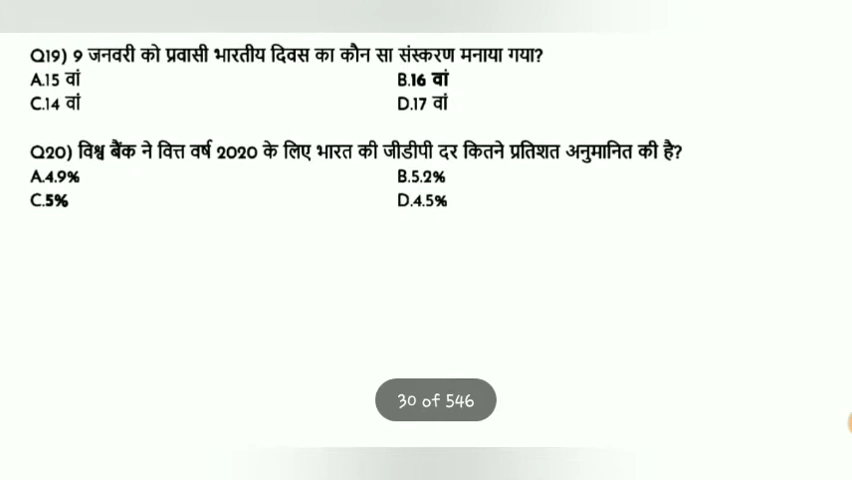 Q19) 9 जनवरी को प्रवासी भारतीय दिवस का कौन सा संस्करण मनाया गया?
A.15 वां B.16 वां
C.14 वां D.17 वां
Q20) विश्व बैंक ने वित्त वर्ष 2020 के लिए भारत की जीडीपी दर कितने प्रतिशत अनुमानित की है?
A.4.9% B.5.2%
C.5% D.4.5%
30 of 546